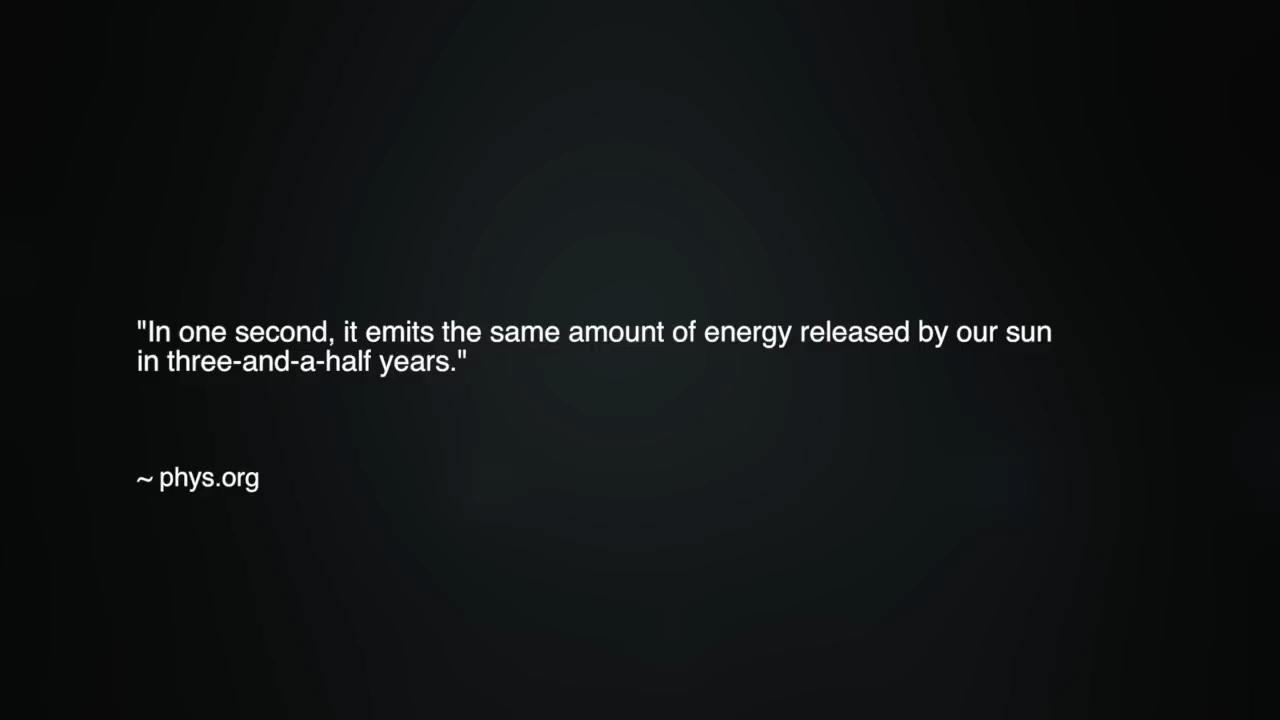 "In one second, it emits the same amount of energy released by our sun
in three-and-a-half years."
~ phys.org